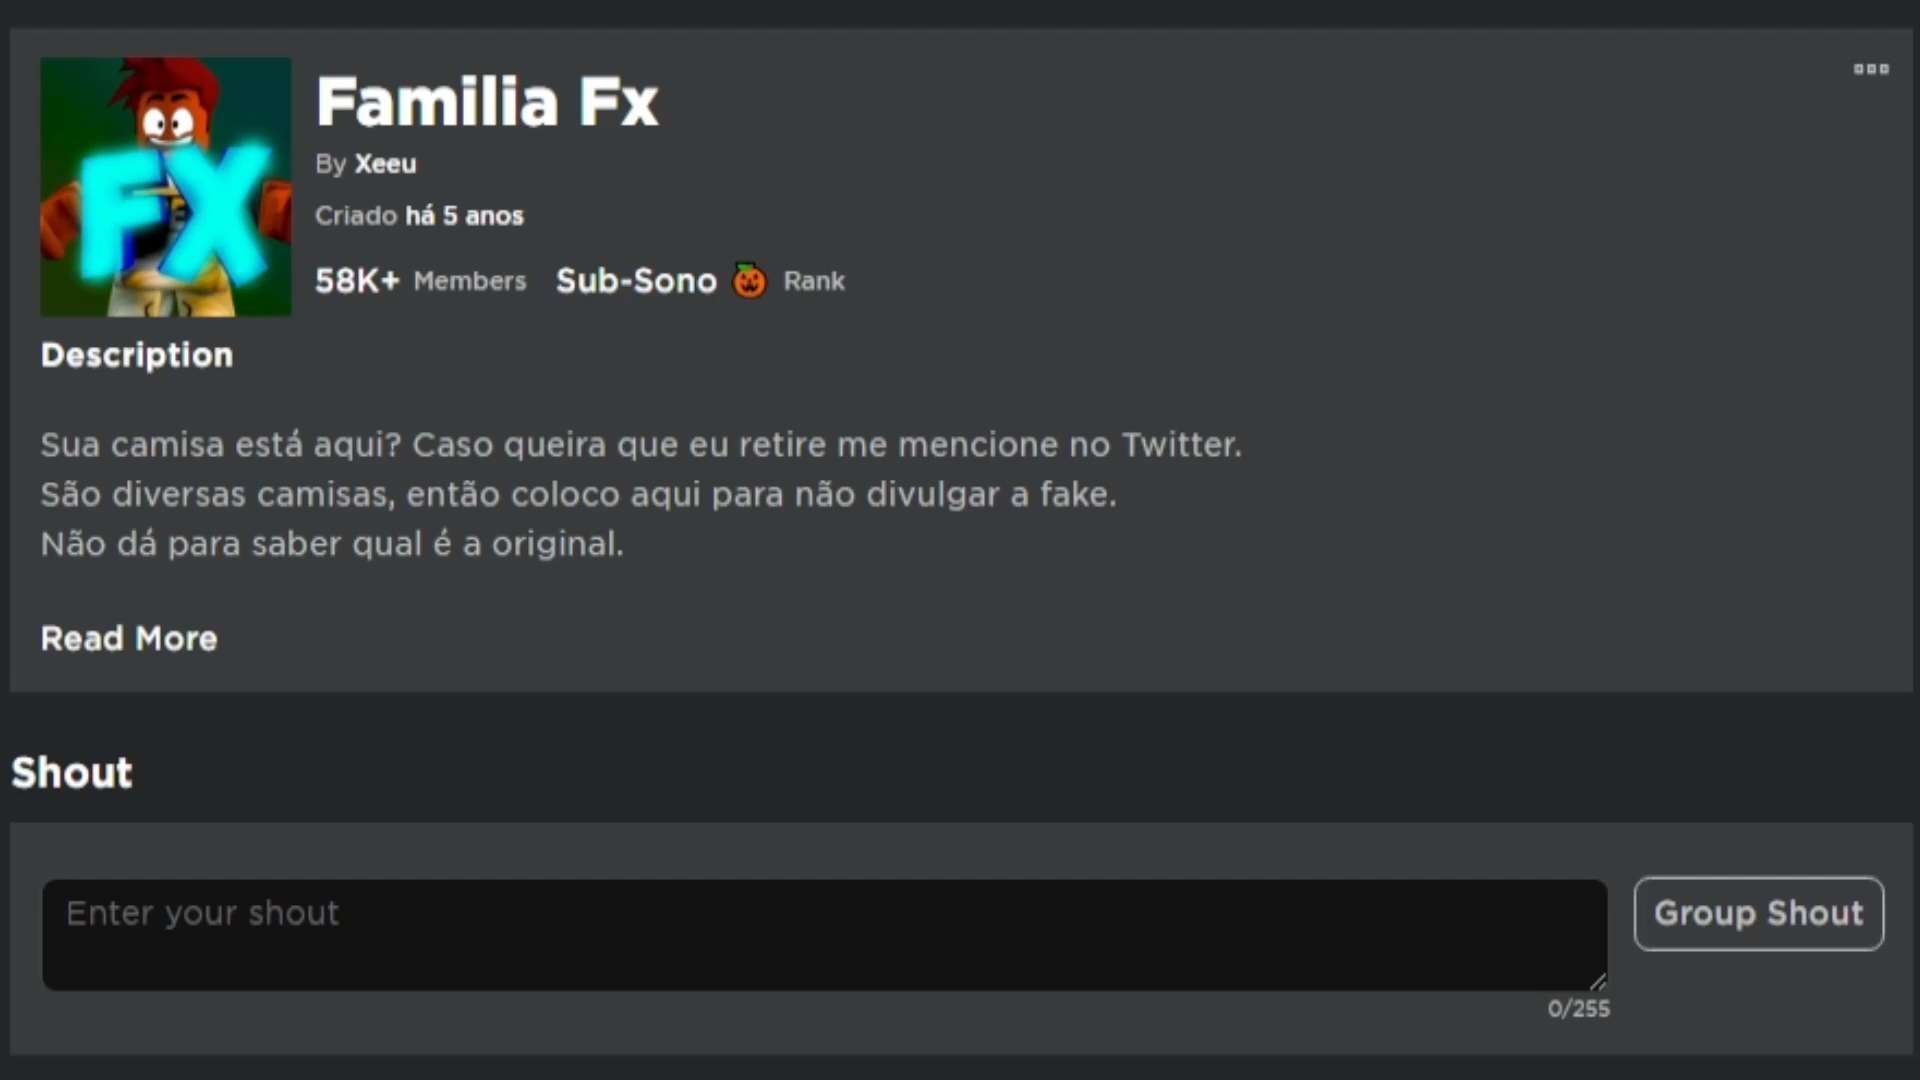 FX
Familia Fx
By Xeeu
Criado há 5 anos
58K+ Members Sub-Sono 🎃 Rank
Description
Sua camisa está aqui? Caso queira que eu retire me mencione no Twitter.
São diversas camisas, então coloco aqui para não divulgar a fake.
Não dá para saber qual é a original.
Read More
Shout
Enter your shout
Group Shout
0/255